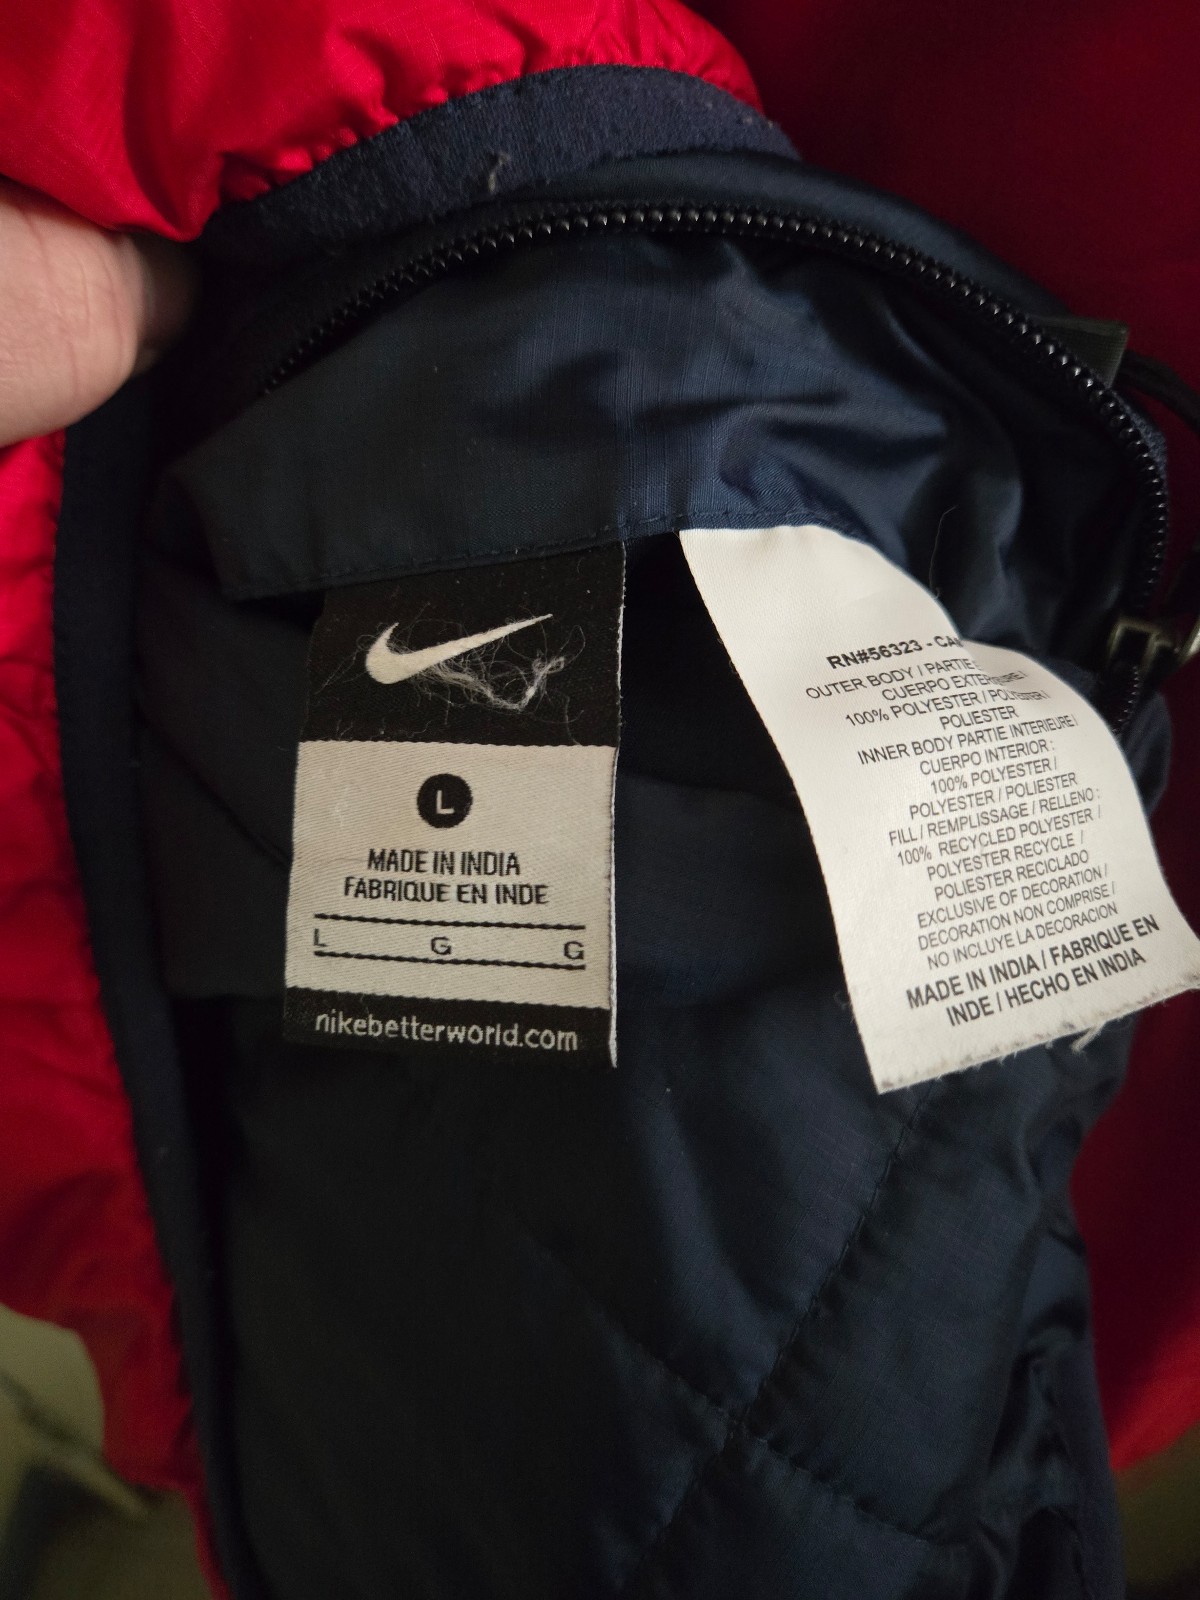 L
MADE IN INDIA
FABRIQUE EN INDE
L G G
nikebetterworld.com
RN#56323 -
OUTER BODY / PARTIE
CUERPO
100% POLYESTER /
POLIESTER
INNER BODY PARTIE INTERIEURE /
CUERPO INTERIOR :
100% POLYESTER /
POLYESTER / POLIESTER
FILL / REMPLISSAGE / RELLENO :
100% RECYCLED POLYESTER /
POLYESTER RECYCLE /
POLIESTER RECICLADO
EXCLUSIVE OF DECORATION /
DECORATION NON COMPRISE /
NO INCLUYE LA DECORACION
MADE IN INDIA / FABRIQUE EN
INDE / HECHO EN INDIA